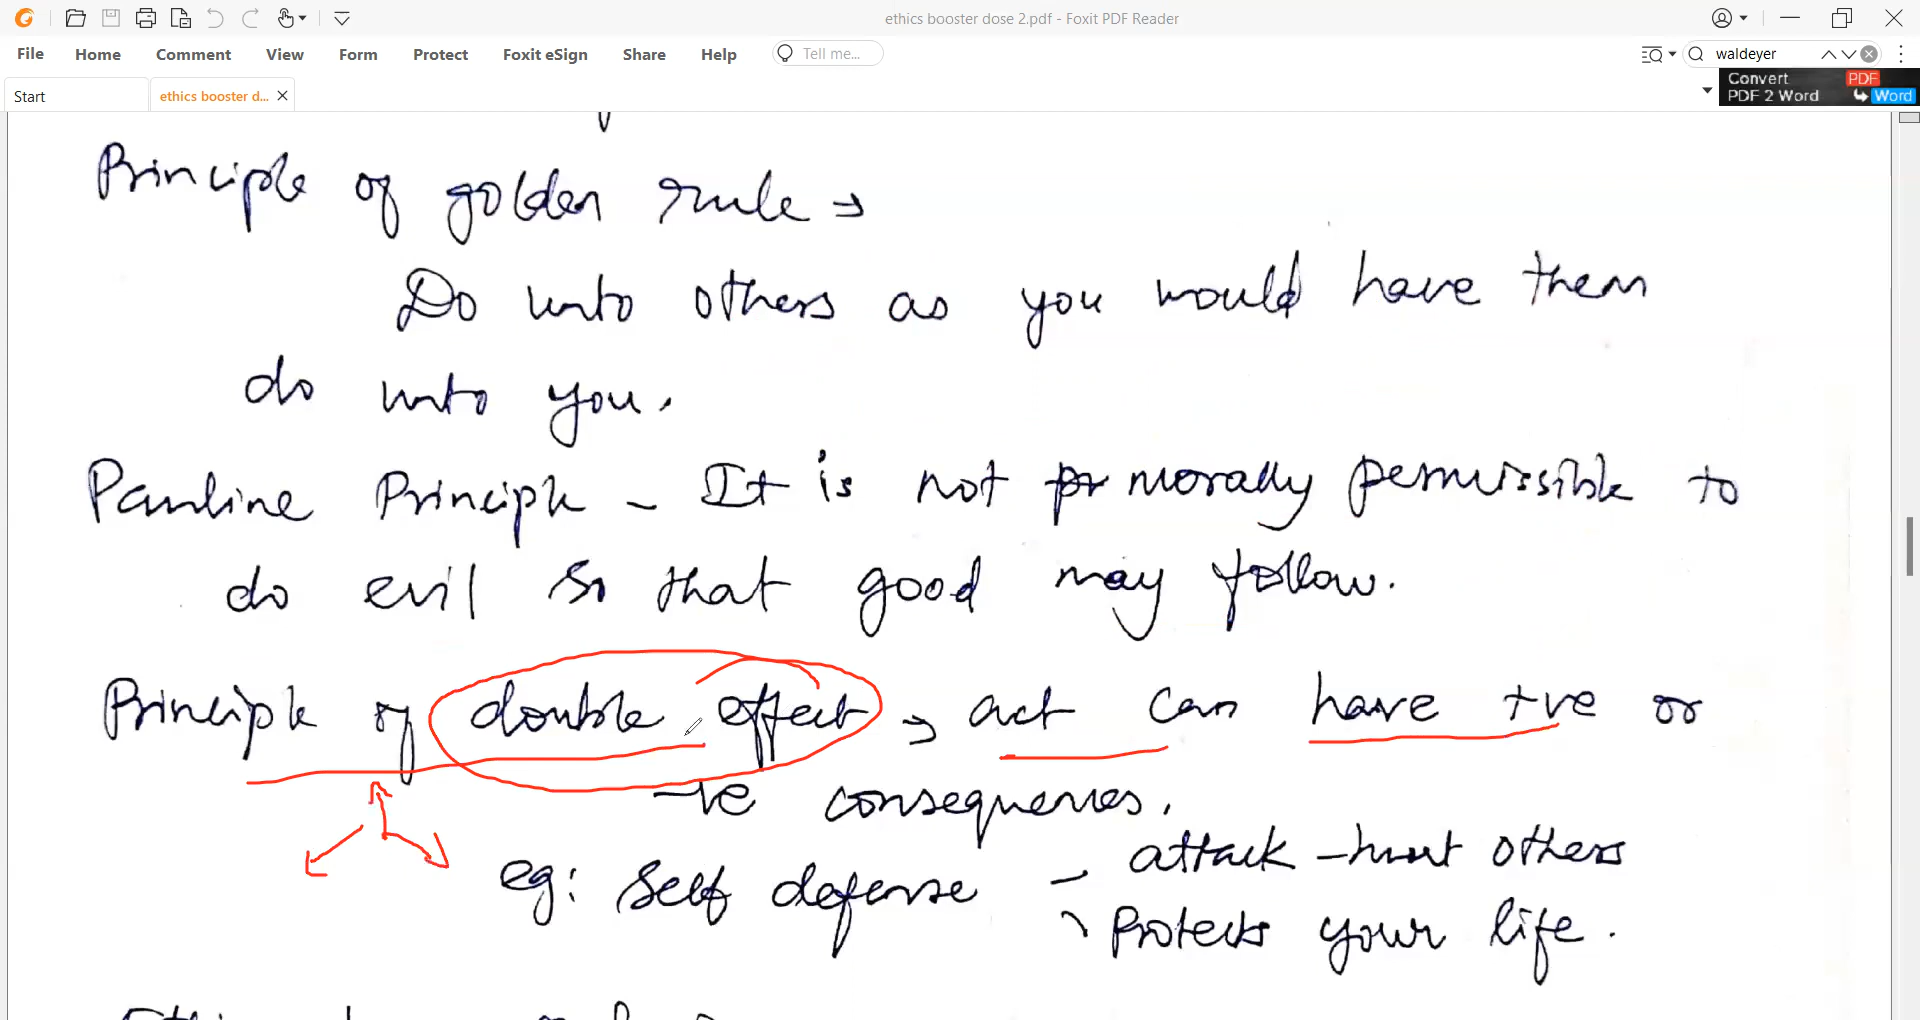 ethics booster dose 2.pdf - Foxit PDF Reader
File Home Comment View Form Protect Foxit eSign Share Help Tell me... waldeyer
Start ethics booster d...
Convert PDF
PDF 2 Word Word
Principle of golden rule →
Do unto others as you would have them
do unto you.
Pauline Principle - It is not morally permissible to
do evil so that good may follow.
Principle of double effect → act can have +ve or
-ve consequences.
eg: Self defense - attack - hurt others
Protects your life.